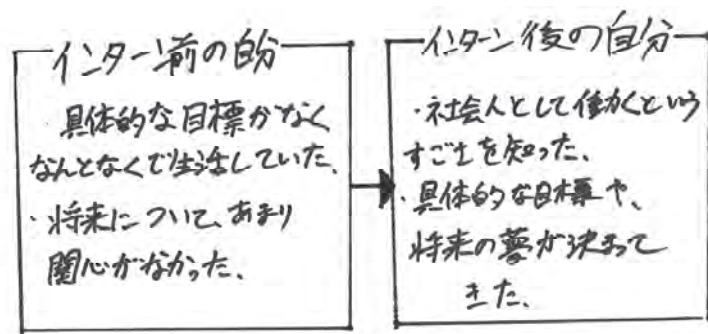 インターン前の自分
具体的な目標がなく
なんとなくで生活していた。
・将来について、あまり
関心がなかった。
インターン後の自分
・社会人として働くという
すごさを知った。
・具体的な目標や、
将来の夢が決まって
きた。